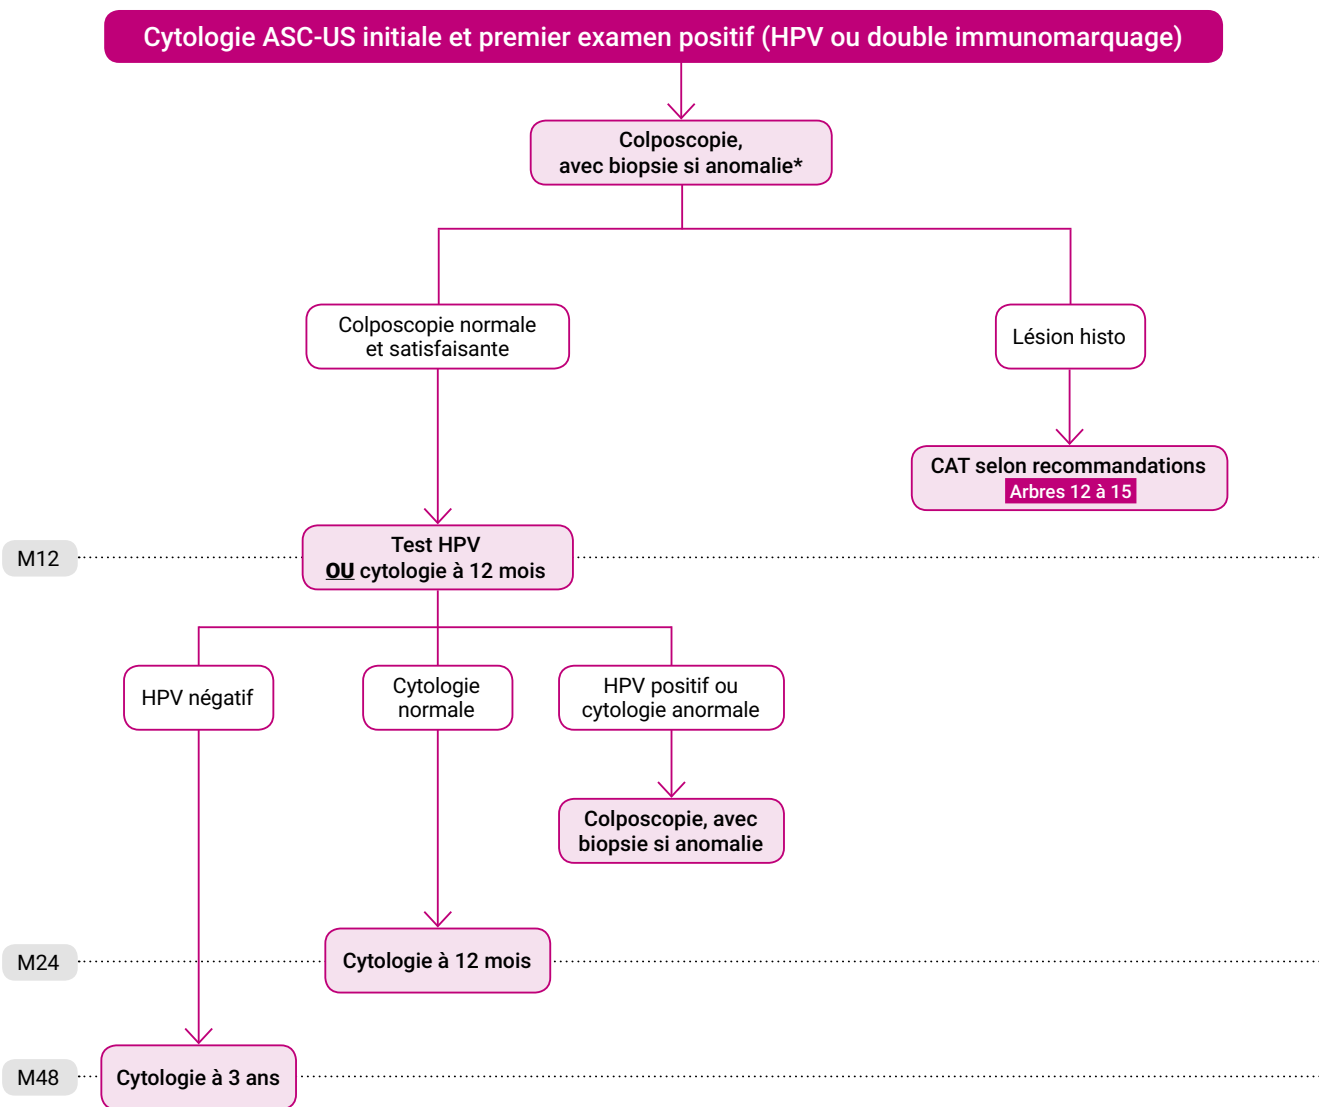 Cytologie ASC-US initiale et premier examen positif (HPV ou double immunomarquage)
Colposcopie,
avec biopsie si anomalie*
Colposcopie normale
et satisfaisante
Lésion histo
CAT selon recommandations
Arbres 12 à 15
M12
Test HPV
OU cytologie à 12 mois
HPV négatif
Cytologie
normale
HPV positif ou
cytologie anormale
Colposcopie, avec
biopsie si anomalie
M24
Cytologie à 12 mois
M48
Cytologie à 3 ans